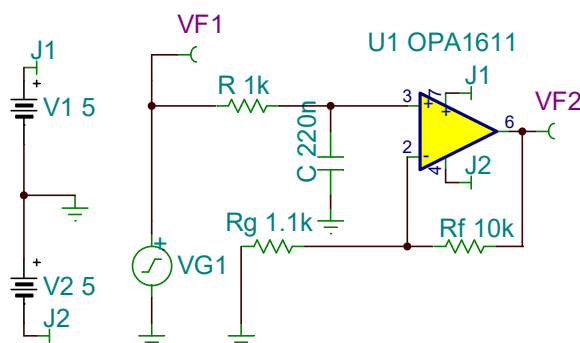 VF1
J1
V1 5
V2 5
J2
VG1
R 1k
C 220n
Rg 1.1k
Rf 10k
U1 OPA1611
J1
J2
3
2
7
4
6
+
-
+
+
+
+
VF2